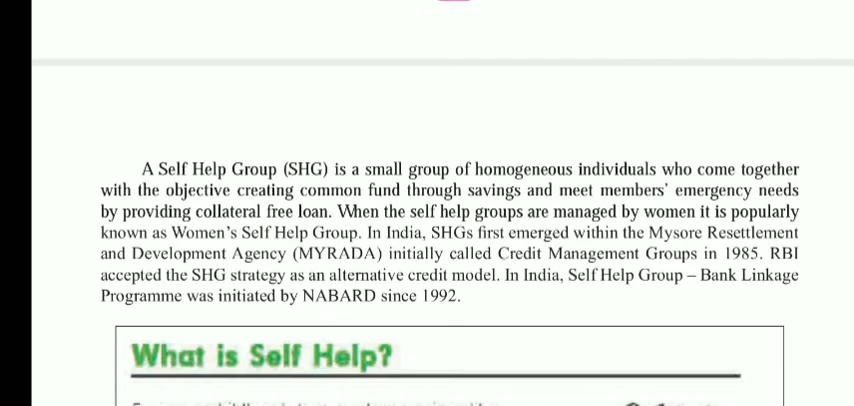 A Self Help Group (SHG) is a small group of homogeneous individuals who come together
with the objective creating common fund through savings and meet members' emergency needs
by providing collateral free loan. When the self help groups are managed by women it is popularly
known as Women's Self Help Group. In India, SHGs first emerged within the Mysore Resettlement
and Development Agency (MYRADA) initially called Credit Management Groups in 1985. RBI
accepted the SHG strategy as an alternative credit model. In India, Self Help Group – Bank Linkage
Programme was initiated by NABARD since 1992.
What is Self Help?